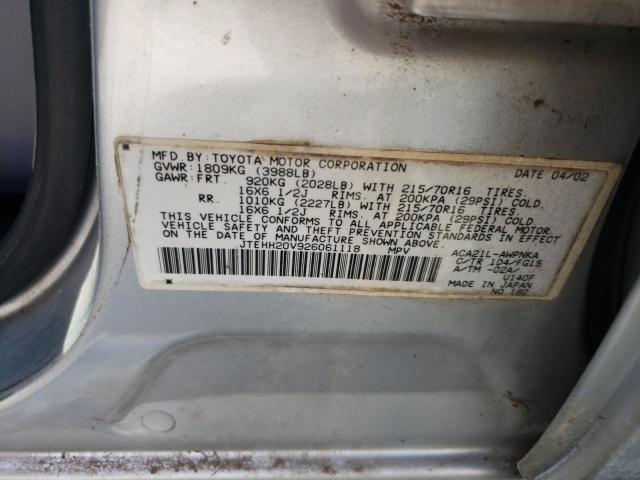 MFD. BY: TOYOTA MOTOR CORPORATION DATE 04/02
GVWR: 1809KG (3988LB)
GAWR: FRT. 920KG (2028LB) WITH 215/70R16 TIRES.
16X6 1/2J RIMS. AT 200KPA (29PSI) COLD.
RR. 1010KG (2227LB) WITH 215/70R16 TIRES.
16X6 1/2J RIMS. AT 200KPA (29PSI) COLD.
THIS VEHICLE CONFORMS TO ALL APPLICABLE FEDERAL MOTOR
VEHICLE SAFETY AND THEFT PREVENTION STANDARDS IN EFFECT
ON THE DATE OF MANUFACTURE SHOWN ABOVE.
JTEHH20V926061118 MPV
ACA21L-AWPNKA
C/TR 1D4/FG15
A/TM -02A/
U140F
MADE IN JAPAN
NO. 182